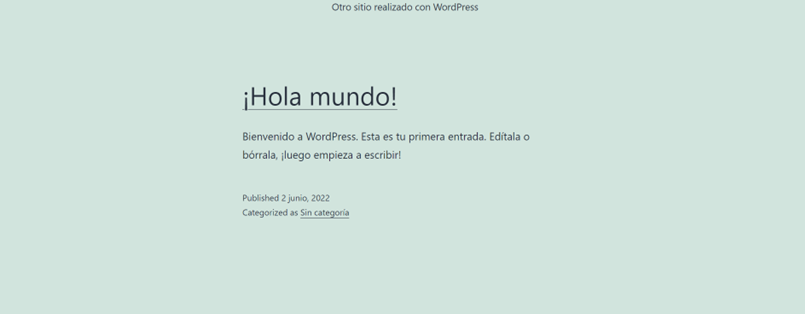 Otro sitio realizado con WordPress
¡Hola mundo!
Bienvenido a WordPress. Esta es tu primera entrada. Edítala o
bórrala, ¡luego empieza a escribir!
Published 2 junio, 2022
Categorized as Sin categoría